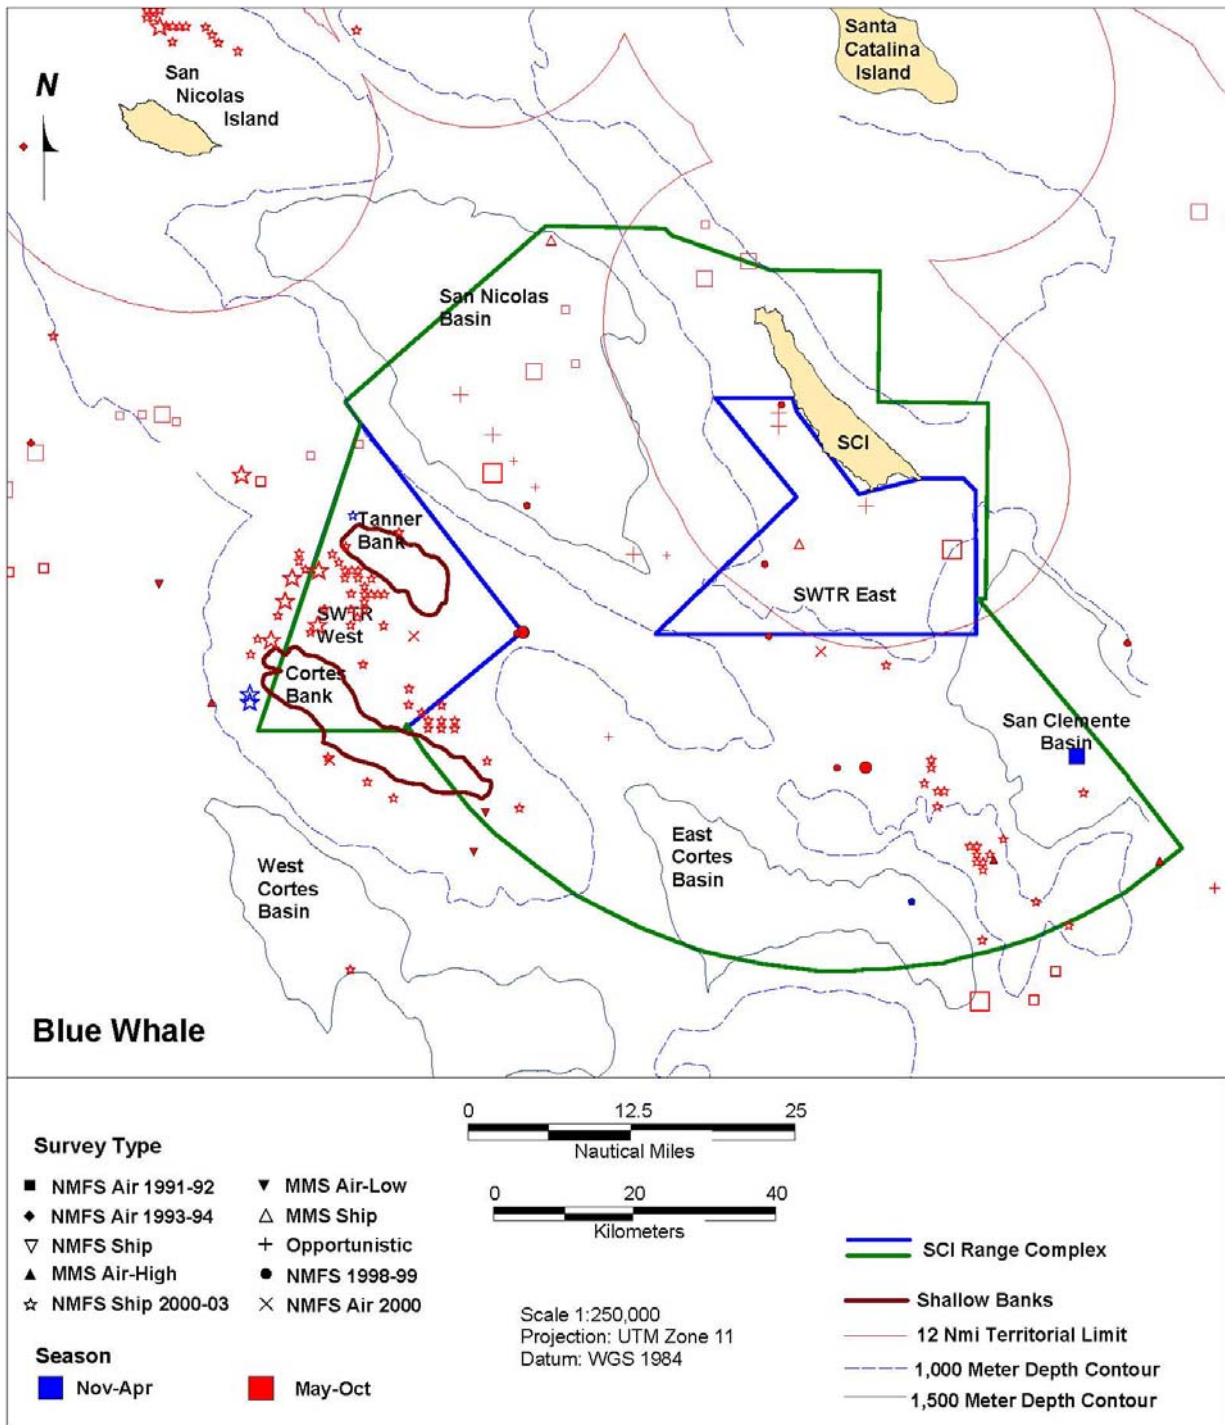 Santa
Catalina
Island
San
Nicolas
Island
N
San Nicolas
Basin
SCI
Tanner
Bank
SWTR East
SWTR
West
Cortes
Bank
San Clemente
Basin
East
Cortes
Basin
West
Cortes
Basin
Blue Whale
0 12.5 25
Nautical Miles
0 20 40
Kilometers
Survey Type
NMFS Air 1991-92
NMFS Air 1993-94
NMFS Ship
MMS Air-High
NMFS Ship 2000-03
MMS Air-Low
MMS Ship
Opportunistic
NMFS 1998-99
NMFS Air 2000
Season
Nov-Apr
May-Oct
Scale 1:250,000
Projection: UTM Zone 11
Datum: WGS 1984
SCI Range Complex
Shallow Banks
12 Nmi Territorial Limit
1,000 Meter Depth Contour
1,500 Meter Depth Contour